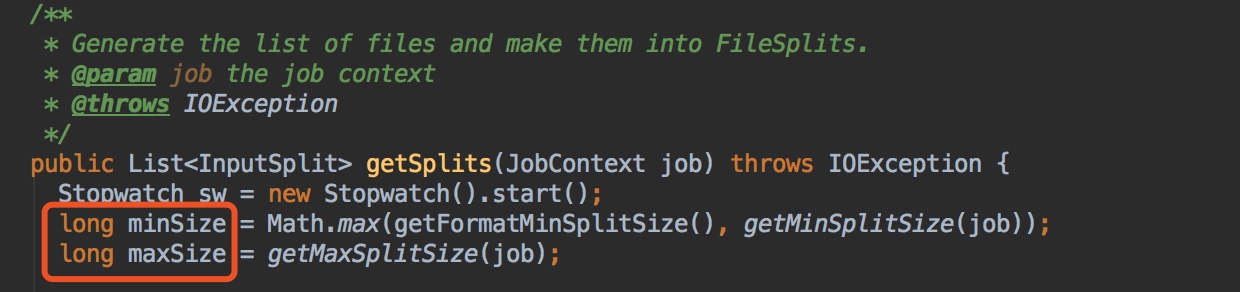 /**
* Generate the list of files and make them into FileSplits.
* @param job the job context
* @throws IOException
*/
public List<InputSplit> getSplits(JobContext job) throws IOException {
Stopwatch sw = new Stopwatch().start();
long minSize = Math.max(getFormatMinSplitSize(), getMinSplitSize(job));
long maxSize = getMaxSplitSize(job);